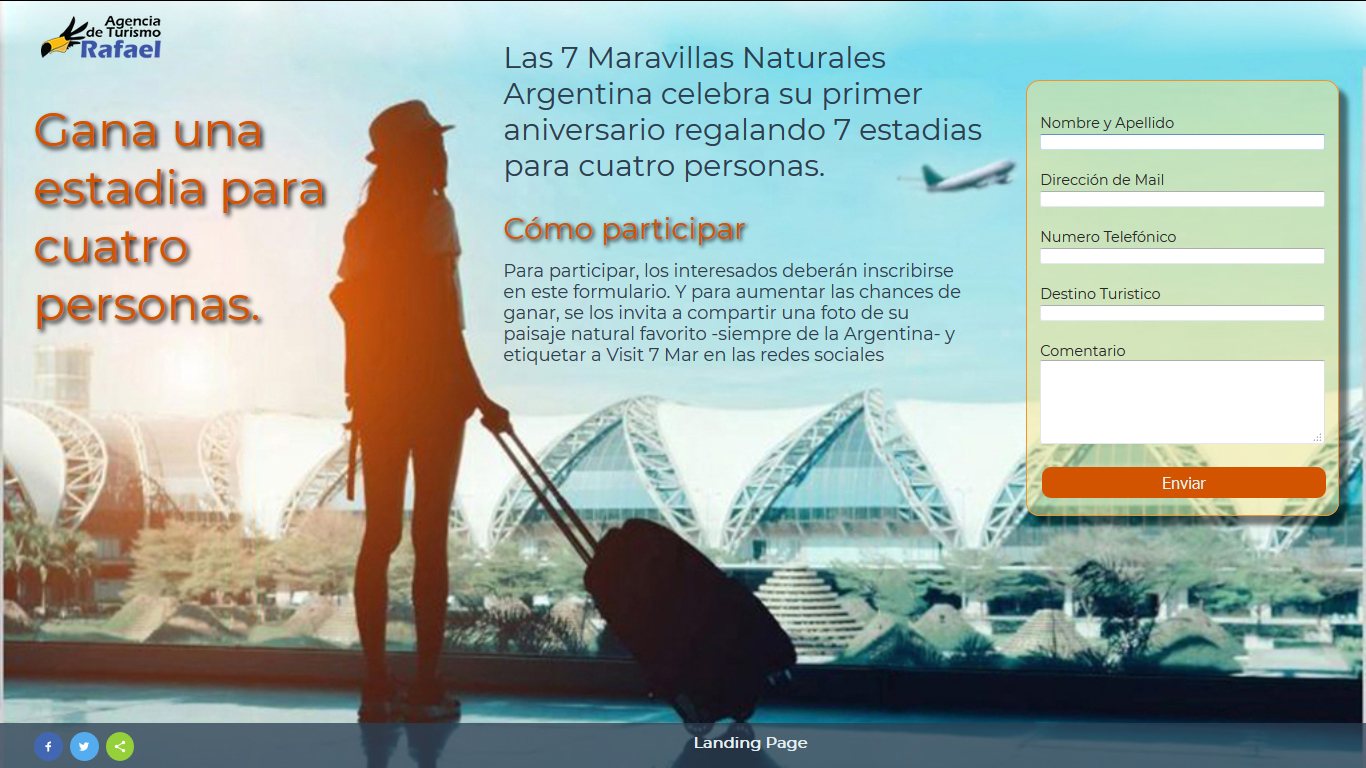 Agencia
de Turismo
Rafael
Gana una
estadia para
cuatro
personas.
Las 7 Maravillas Naturales
Argentina celebra su primer
aniversario regalando 7 estadias
para cuatro personas.
Cómo participar
Para participar, los interesados deberán inscribirse
en este formulario. Y para aumentar las chances de
ganar, se los invita a compartir una foto de su
paisaje natural favorito -siempre de la Argentina- y
etiquetar a Visit 7 Mar en las redes sociales
Nombre y Apellido
Dirección de Mail
Numero Telefónico
Destino Turistico
Comentario
Enviar
Landing Page